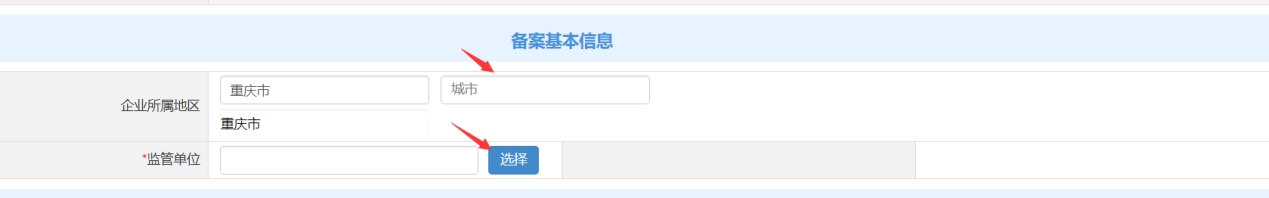 备案基本信息
企业所属地区 重庆市 城市
重庆市
*监管单位 选择